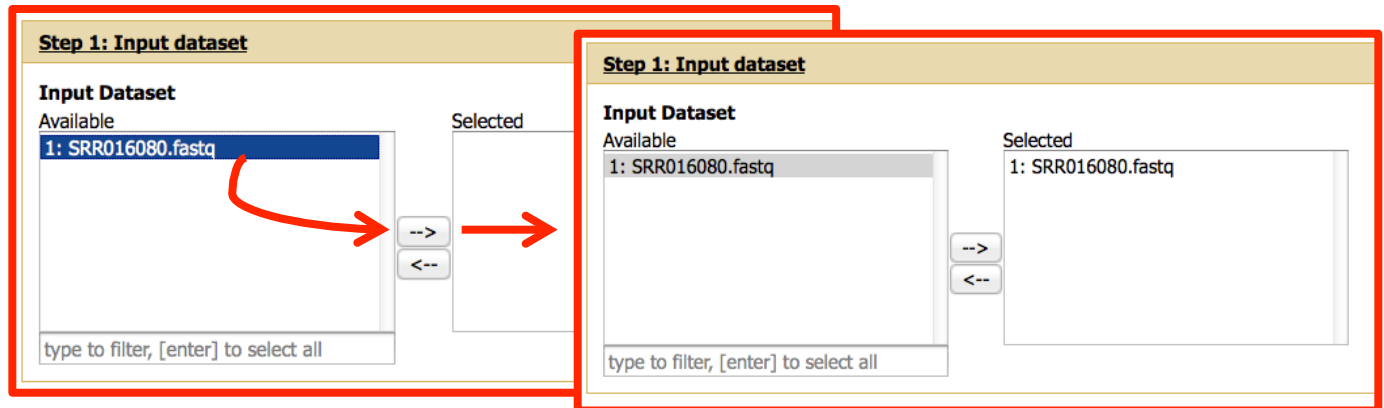 Step 1: Input dataset
Input Dataset
Available
Selected
1: SRR016080.fastq
-->
<--
type to filter, [enter] to select all
Step 1: Input dataset
Input Dataset
Available
Selected
1: SRR016080.fastq
1: SRR016080.fastq
-->
<--
type to filter, [enter] to select all